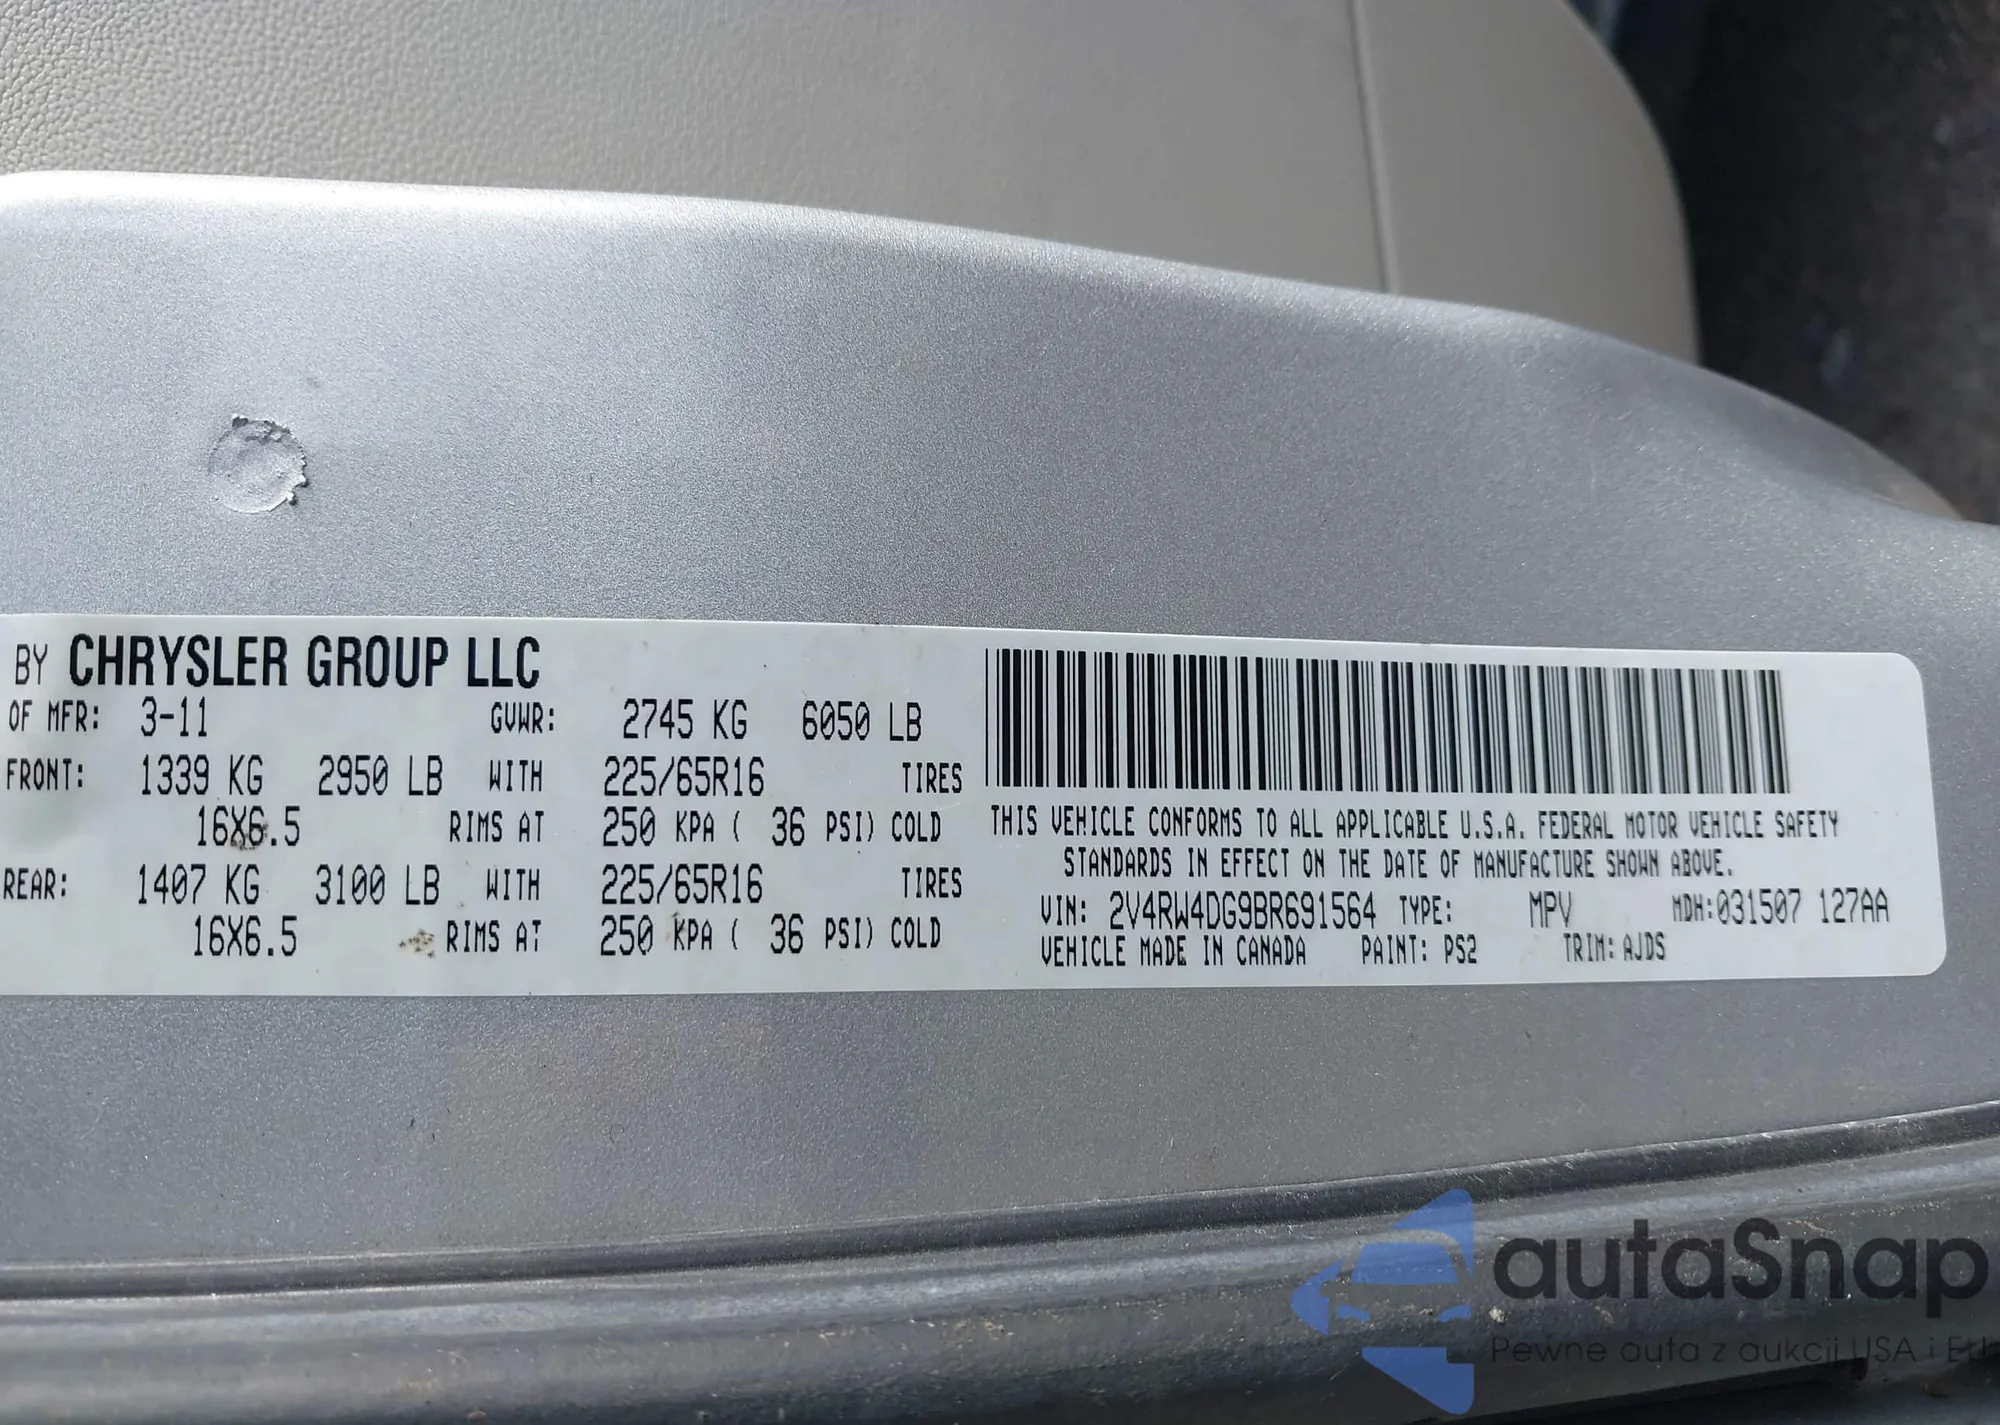 BY CHRYSLER GROUP LLC
OF MFR: 3-11 GVWR: 2745 KG 6050 LB
FRONT: 1339 KG 2950 LB WITH 225/65R16 TIRES
16X6.5 RIMS AT 250 KPA ( 36 PSI) COLD
REAR: 1407 KG 3100 LB WITH 225/65R16 TIRES
16X6.5 RIMS AT 250 KPA ( 36 PSI) COLD
THIS VEHICLE CONFORMS TO ALL APPLICABLE U.S.A. FEDERAL MOTOR VEHICLE SAFETY
STANDARDS IN EFFECT ON THE DATE OF MANUFACTURE SHOWN ABOVE.
VIN: 2V4RW4DG9BR691564 TYPE: MPV MDH:031507 127AA
VEHICLE MADE IN CANADA PAINT: PS2 TRIM: AJDS
autaSnap
Pewne auta z aukcji USA i EU